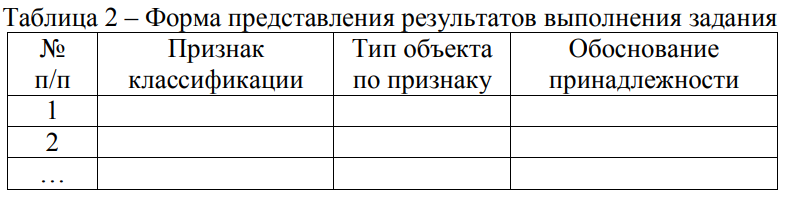 Таблица 2 – Форма представления результатов выполнения задания
№ п/п Признак классификации Тип объекта по признаку Обоснование принадлежности
1
2
…